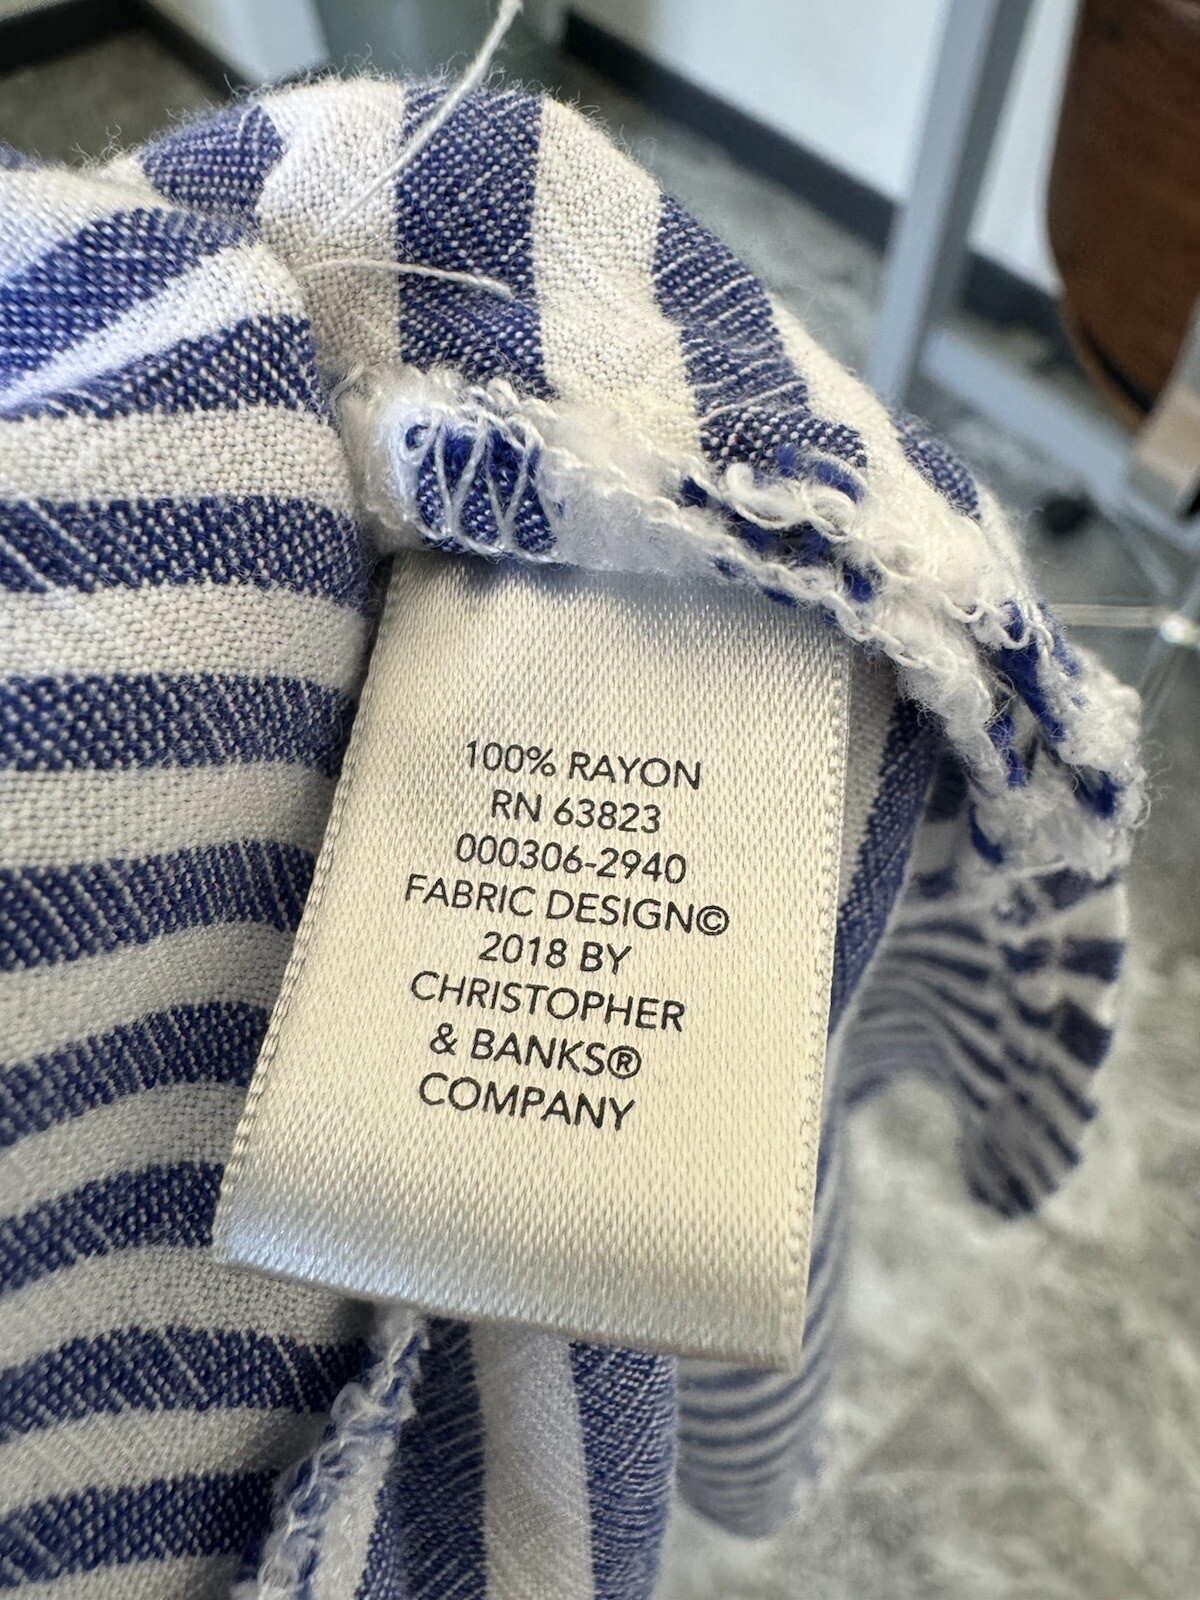 100% RAYON
RN 63823
000306-2940
FABRIC DESIGN©
2018 BY
CHRISTOPHER
& BANKS®
COMPANY